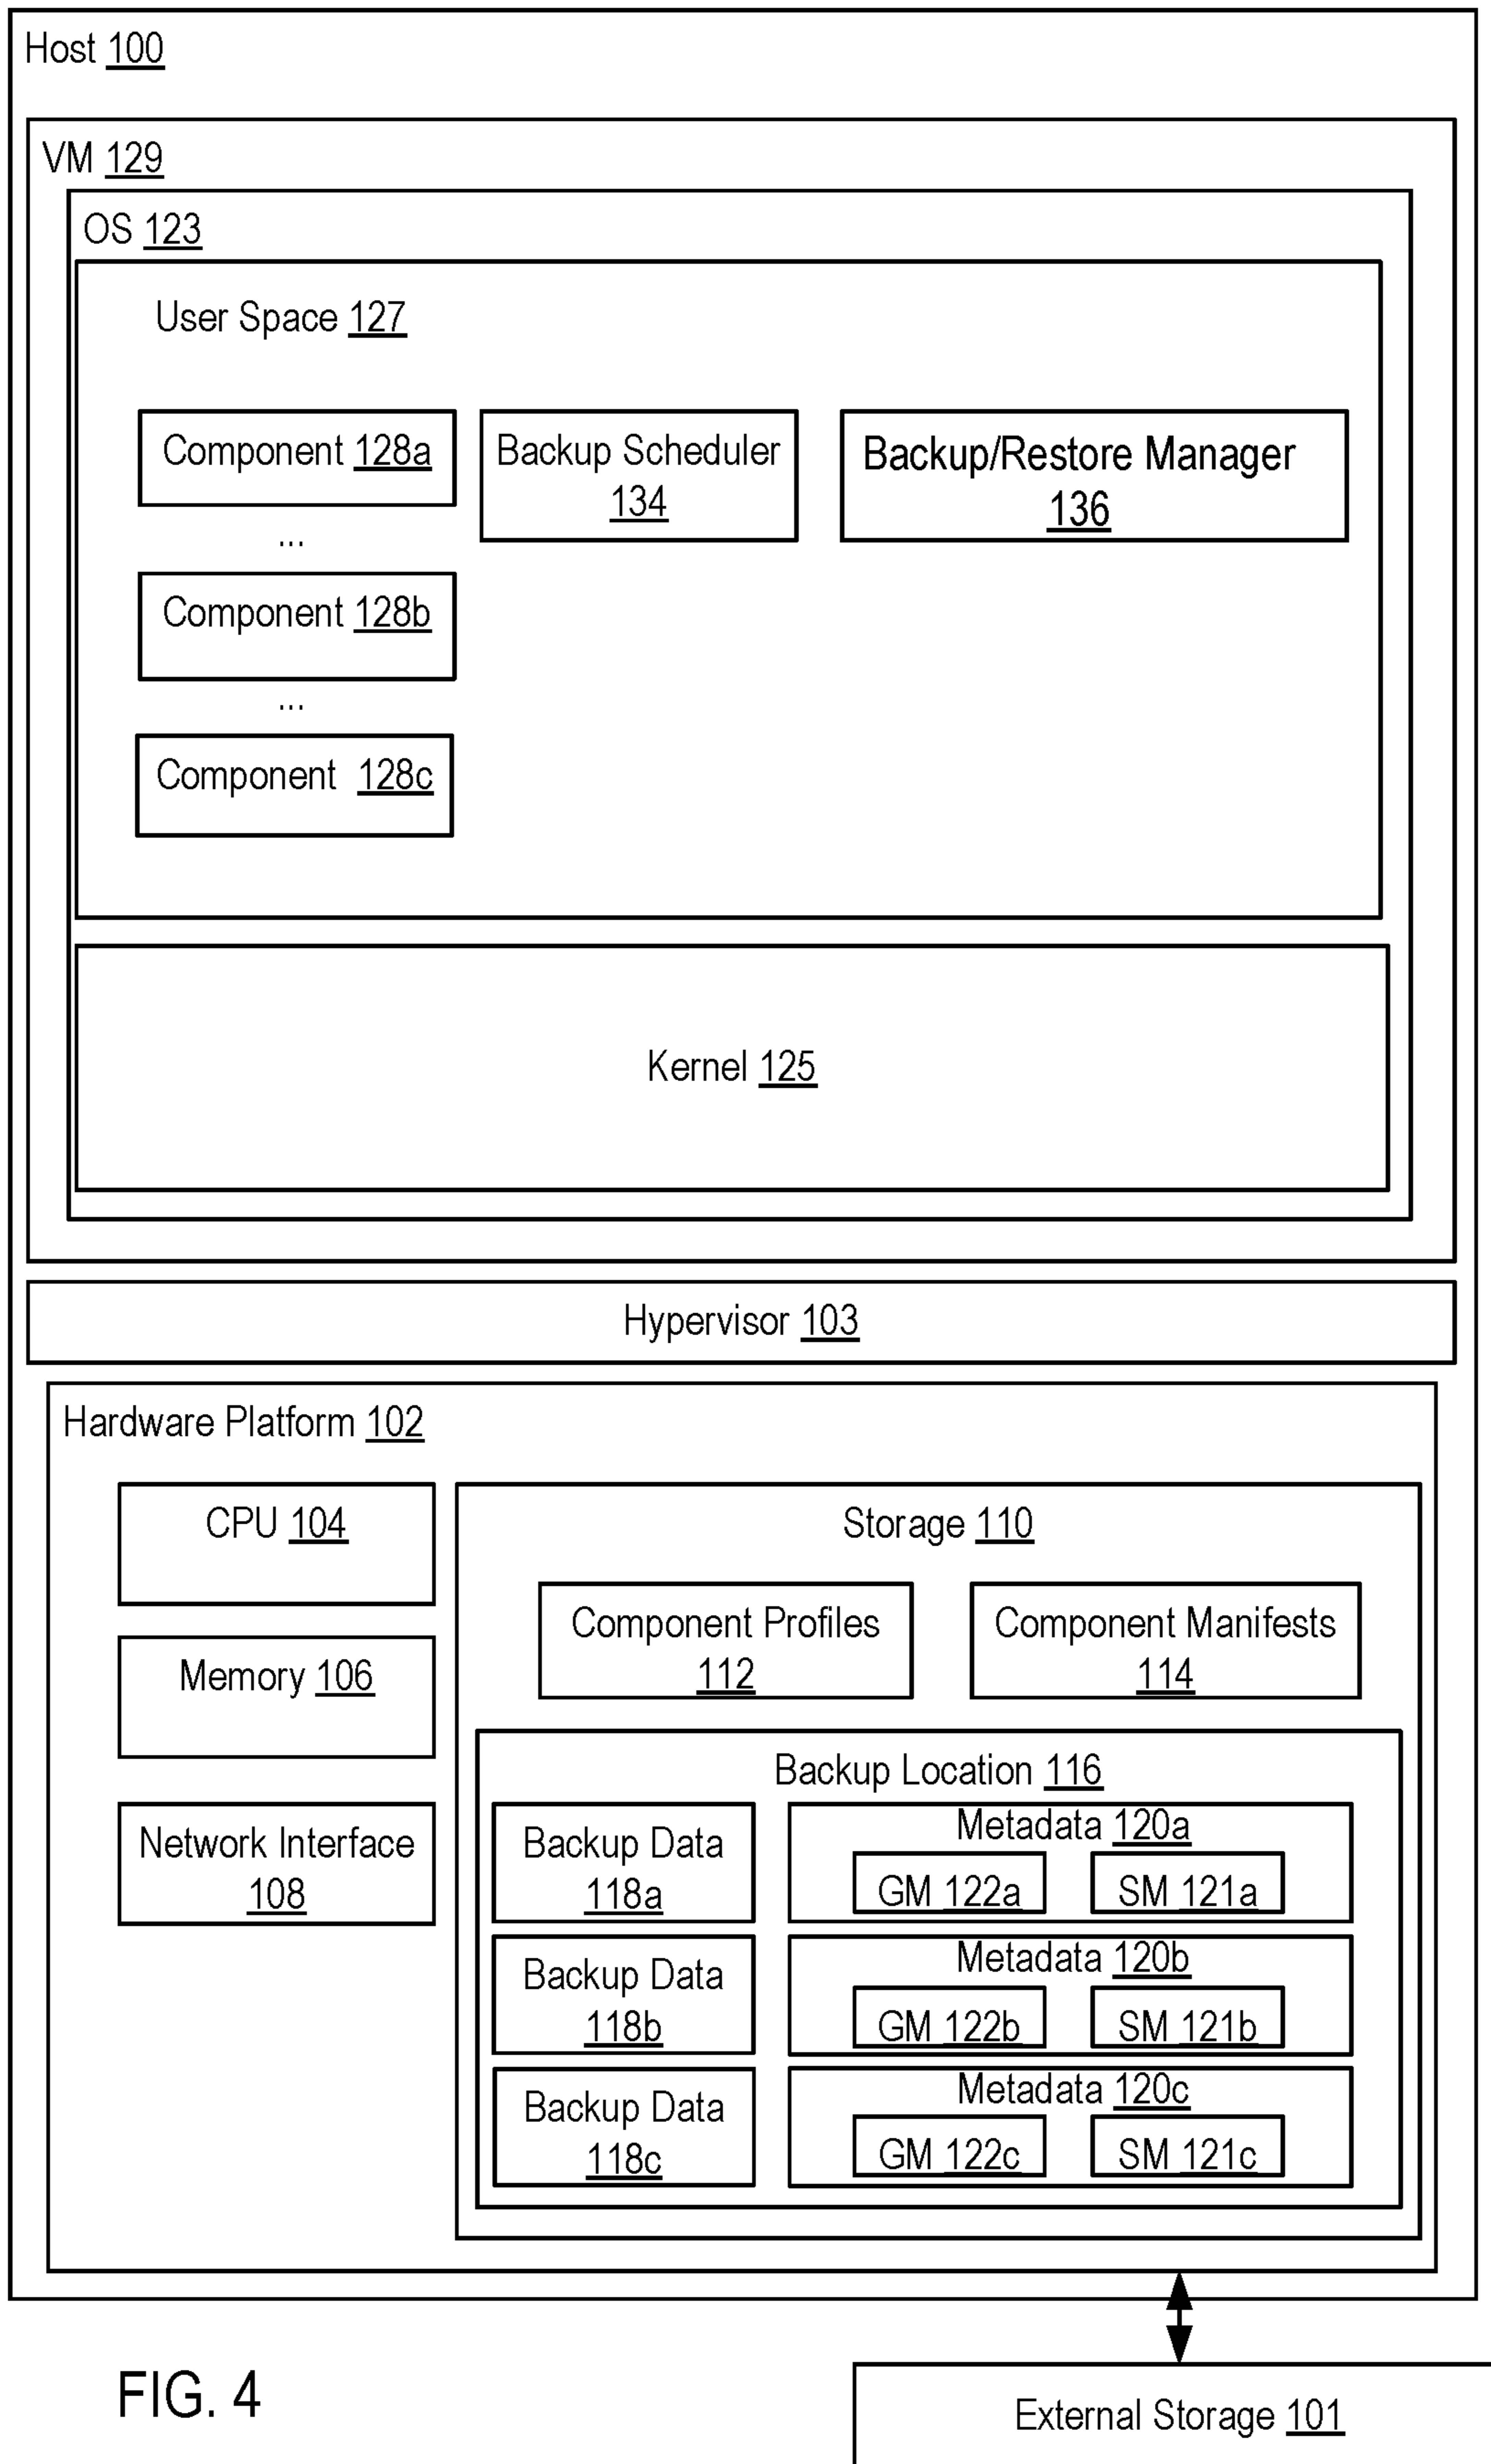 Host 100
VM 129
OS 123
User Space 127
Component 128a
...
Component 128b
...
Component 128c
Backup Scheduler
134
Backup/Restore Manager
136
Kernel 125
Hypervisor 103
Hardware Platform 102
CPU 104
Memory 106
Network Interface
108
Storage 110
Component Profiles
112
Component Manifests
114
Backup Location 116
Backup Data
118a
Metadata 120a
GM 122a
SM 121a
Backup Data
118b
Metadata 120b
GM 122b
SM 121b
Backup Data
118c
Metadata 120c
GM 122c
SM 121c
FIG. 4
External Storage 101